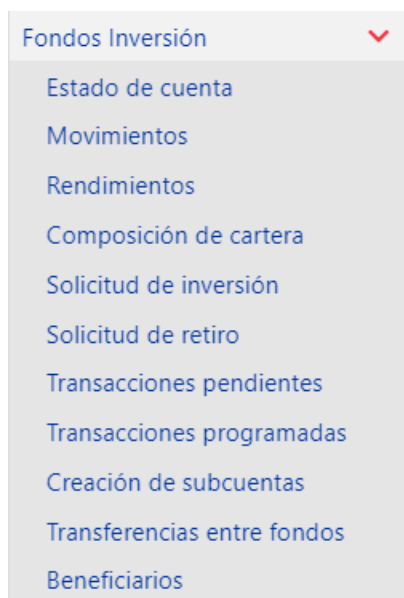 Fondos Inversión
Estado de cuenta
Movimientos
Rendimientos
Composición de cartera
Solicitud de inversión
Solicitud de retiro
Transacciones pendientes
Transacciones programadas
Creación de subcuentas
Transferencias entre fondos
Beneficiarios